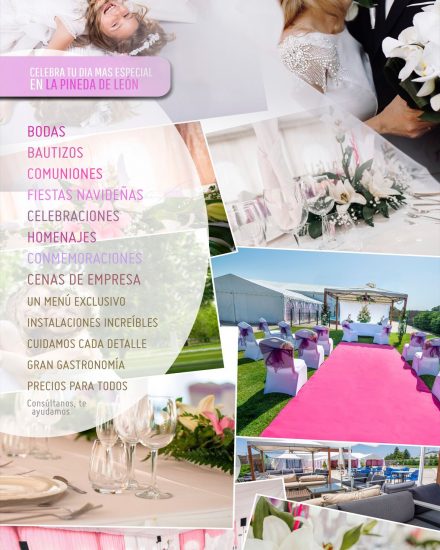 CELEBRA TU DÍA MAS ESPECIAL
EN LA PINEDA DE LEÓN
BODAS
BAUTIZOS
COMUNIONES
FIESTAS NAVIDEÑAS
CELEBRACIONES
HOMENAJES
CONMEMORACIONES
CENAS DE EMPRESA
UN MENÚ EXCLUSIVO
INSTALACIONES INCREÍBLES
CUIDAMOS CADA DETALLE
GRAN GASTRONOMÍA
PRECIOS PARA TODOS
Consúltanos, te
ayudamos